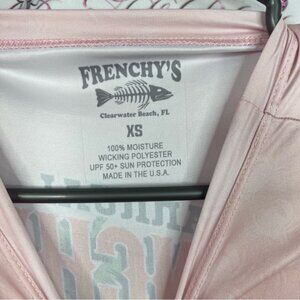 FRENCHY'S
Clearwater Beach, FL
XS
100% MOISTURE
WICKING POLYESTER
UPF 50+ SUN PROTECTION
MADE IN THE U.S.A.